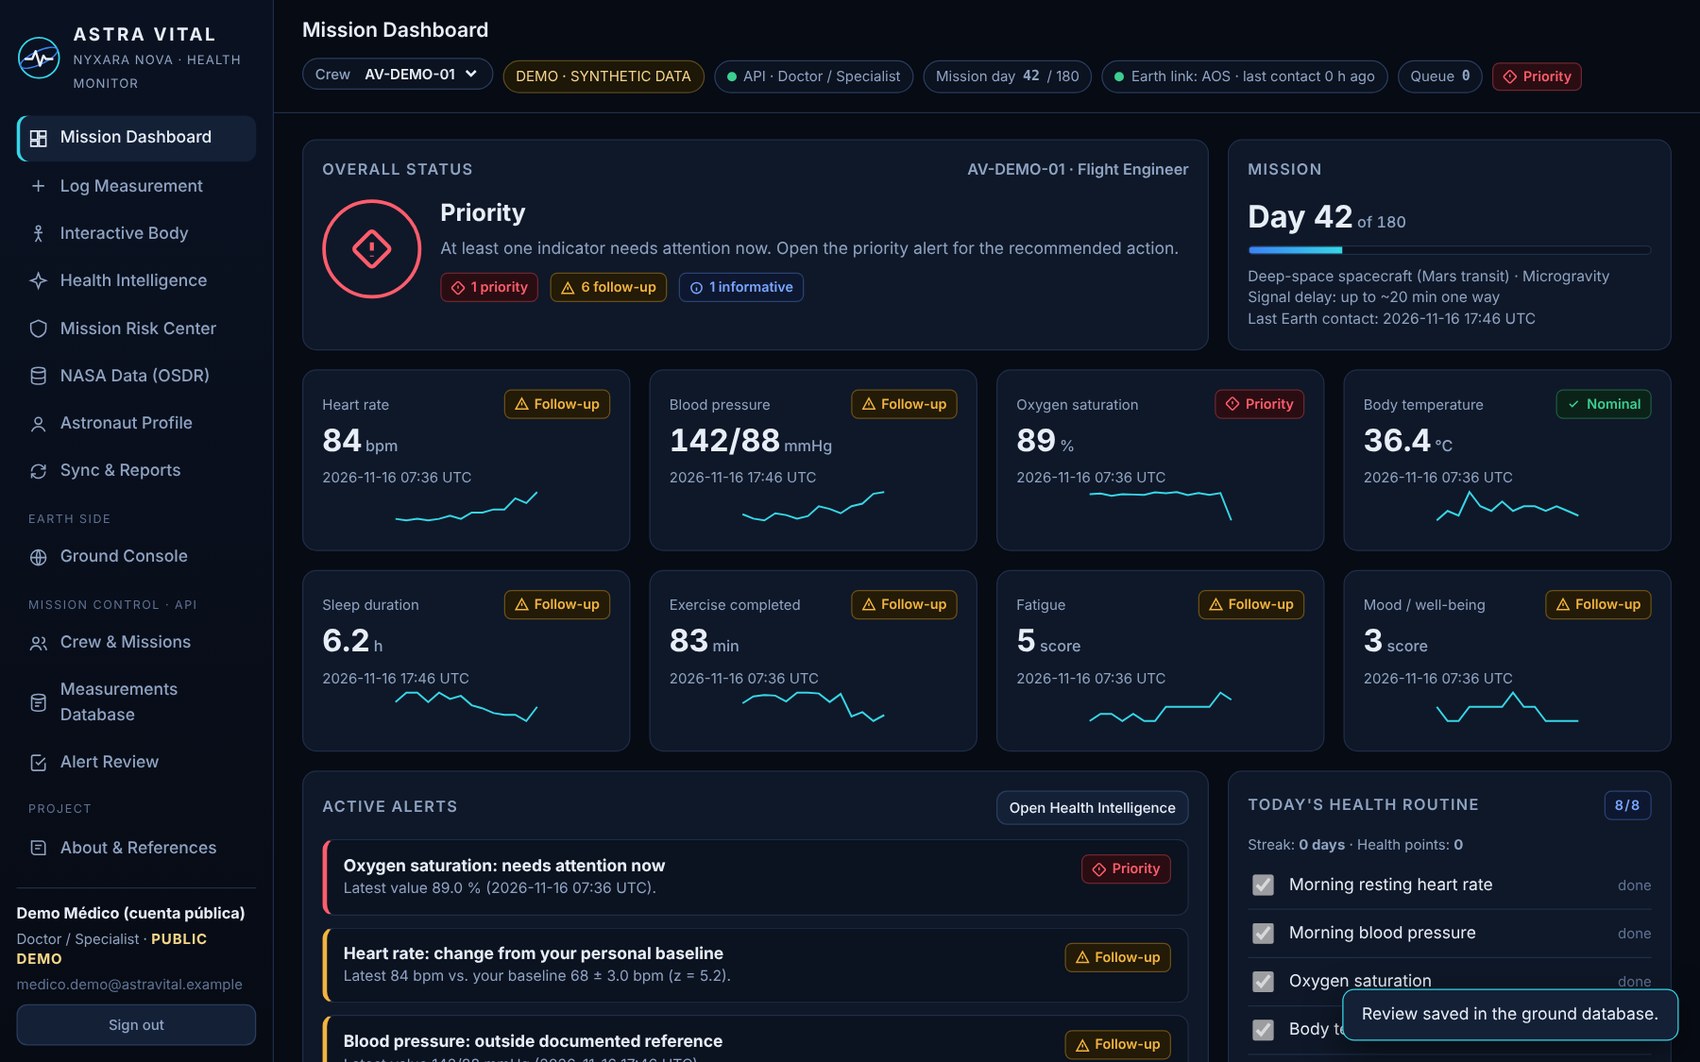 ASTRA VITAL
NYXARA NOVA · HEALTH
MONITOR
Mission Dashboard
Log Measurement
Interactive Body
Health Intelligence
Mission Risk Center
NASA Data (OSDR)
Astronaut Profile
Sync & Reports
EARTH SIDE
Ground Console
MISSION CONTROL · API
Crew & Missions
Measurements
Database
Alert Review
PROJECT
About & References
Demo Médico (cuenta pública)
Doctor / Specialist · PUBLIC
DEMO
medico.demo@astravital.example
Sign out
Mission Dashboard
Crew AV-DEMO-01
DEMO · SYNTHETIC DATA
API · Doctor / Specialist
Mission day 42 / 180
Earth link: AOS · last contact 0 h ago
Queue 0
Priority
OVERALL STATUS
AV-DEMO-01 · Flight Engineer
Priority
At least one indicator needs attention now. Open the priority alert for the recommended action.
1 priority
6 follow-up
1 informative
MISSION
Day 42 of 180
Deep-space spacecraft (Mars transit) · Microgravity
Signal delay: up to ~20 min one way
Last Earth contact: 2026-11-16 17:46 UTC
Heart rate
Follow-up
84 bpm
2026-11-16 07:36 UTC
Blood pressure
Follow-up
142/88 mmHg
2026-11-16 17:46 UTC
Oxygen saturation
Priority
89 %
2026-11-16 07:36 UTC
Body temperature
Nominal
36.4 °C
2026-11-16 07:36 UTC
Sleep duration
Follow-up
6.2 h
2026-11-16 17:46 UTC
Exercise completed
Follow-up
83 min
2026-11-16 07:36 UTC
Fatigue
Follow-up
5 score
2026-11-16 07:36 UTC
Mood / well-being
Follow-up
3 score
2026-11-16 07:36 UTC
ACTIVE ALERTS
Open Health Intelligence
Oxygen saturation: needs attention now
Latest value 89.0 % (2026-11-16 07:36 UTC).
Priority
Heart rate: change from your personal baseline
Latest 84 bpm vs. your baseline 68 ± 3.0 bpm (z = 5.2).
Follow-up
Blood pressure: outside documented reference
Latest value 142/88 mmHg (2026-11-16 17:46 UTC).
Follow-up
TODAY'S HEALTH ROUTINE
8/8
Streak: 0 days · Health points: 0
Morning resting heart rate done
Morning blood pressure done
Oxygen saturation done
Body
Review saved in the ground database.